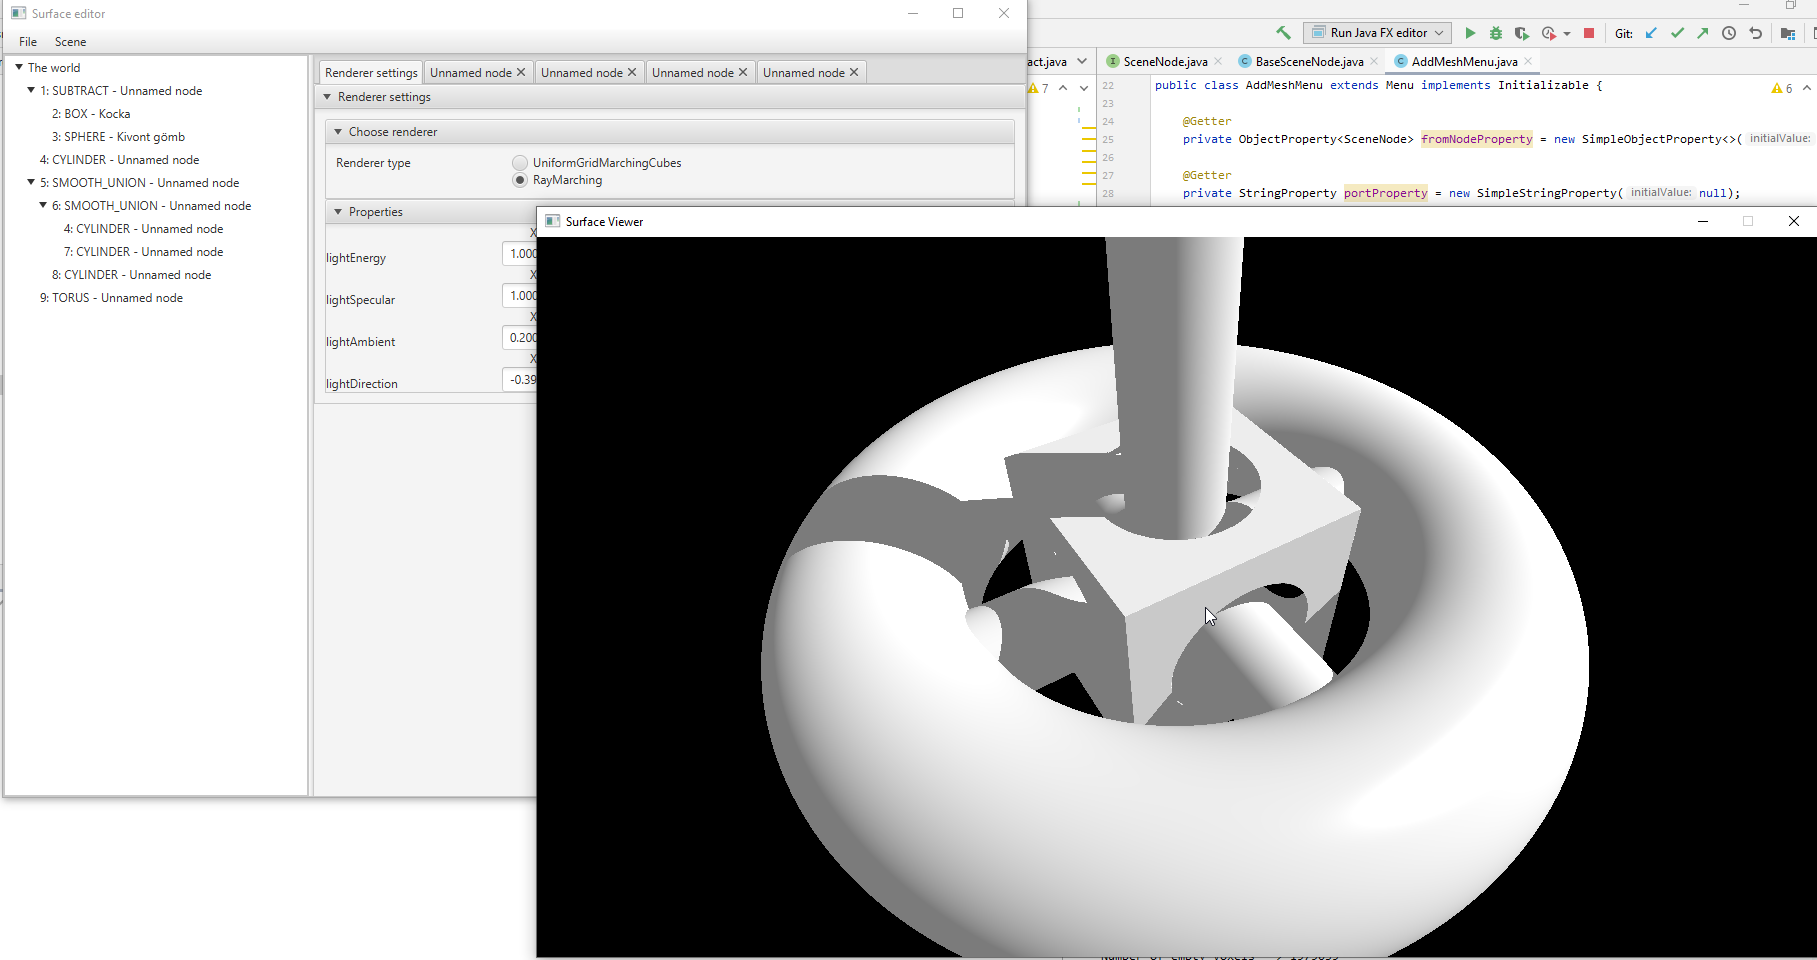 Surface editor
File Scene
The world
1: SUBTRACT - Unnamed node
2: BOX - Kocka
3: SPHERE - Kivont gömb
4: CYLINDER - Unnamed node
5: SMOOTH_UNION - Unnamed node
6: SMOOTH_UNION - Unnamed node
4: CYLINDER - Unnamed node
7: CYLINDER - Unnamed node
8: CYLINDER - Unnamed node
9: TORUS - Unnamed node
Renderer settings Unnamed node Unnamed node Unnamed node Unnamed node
Renderer settings
Choose renderer
Renderer type
UniformGridMarchingCubes
RayMarching
Properties
X
lightEnergy 1.000
X
lightSpecular 1.000
X
lightAmbient 0.200
X
lightDirection -0.39
Run Java FX editor Git:
act.java SceneNode.java BaseSceneNode.java AddMeshMenu.java
7
6
22 public class AddMeshMenu extends Menu implements Initializable {
23
24 @Getter
25 private ObjectProperty<SceneNode> fromNodeProperty = new SimpleObjectProperty<>( initialValue:
26
27 @Getter
28 private StringProperty portProperty = new SimpleStringProperty( initialValue: null);
Surface Viewer